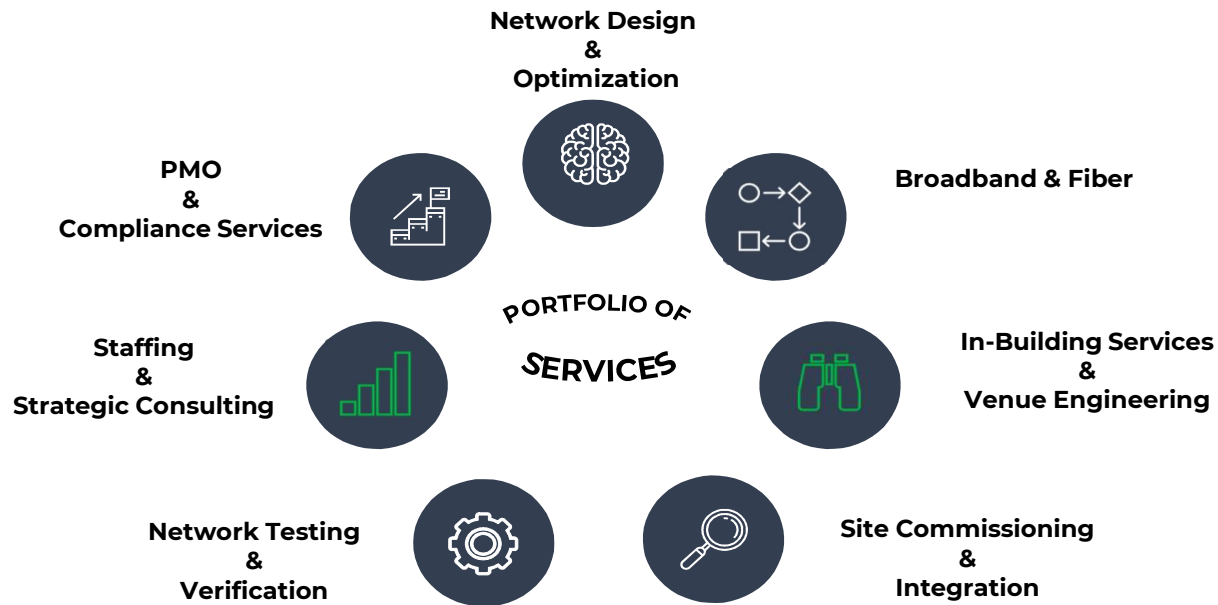 Network Design
&
Optimization
PMO
&
Compliance Services
Broadband & Fiber
PORTFOLIO OF
SERVICES
Staffing
&
Strategic Consulting
In-Building Services
&
Venue Engineering
Network Testing
&
Verification
Site Commissioning
&
Integration